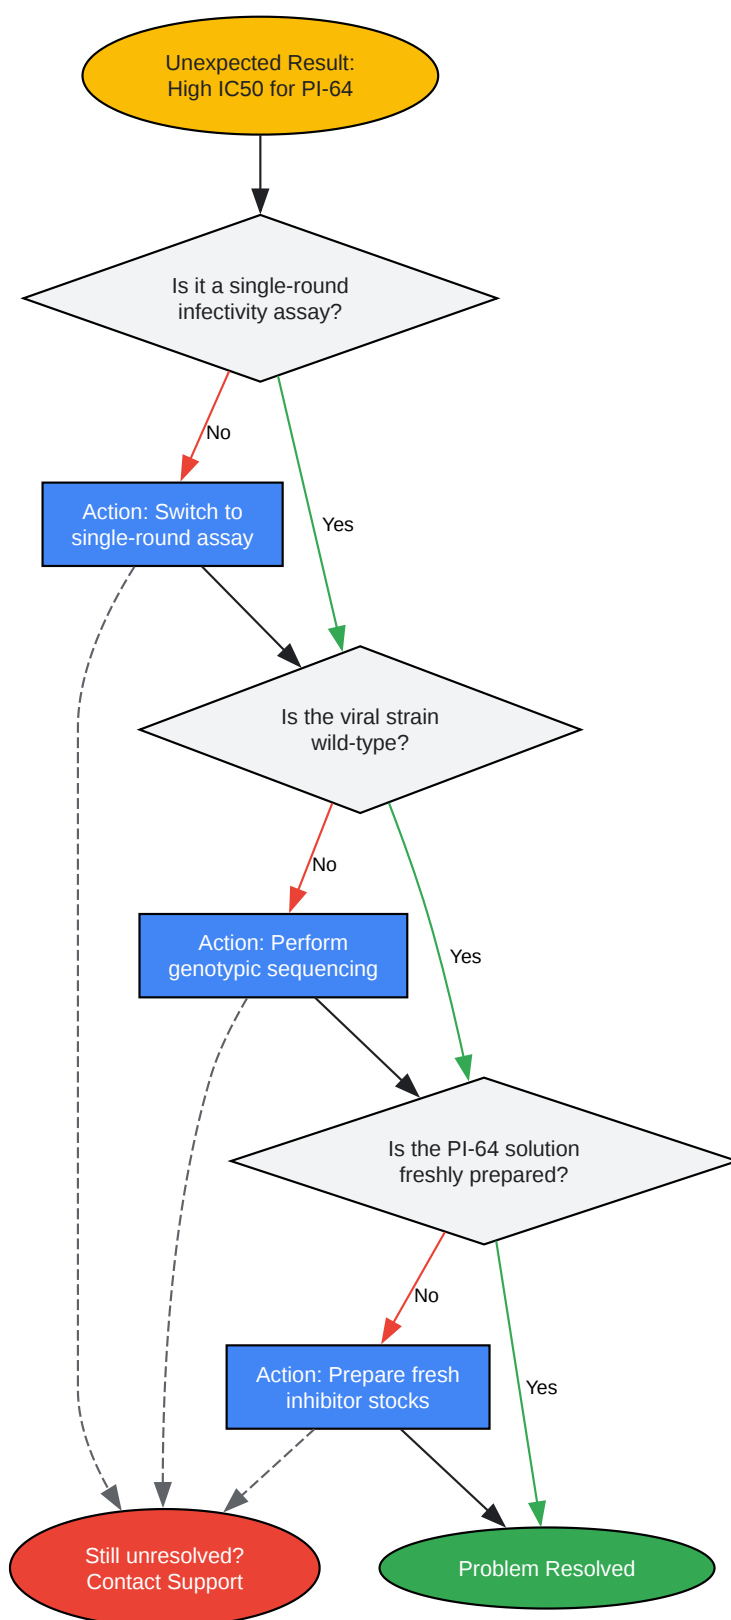 Unexpected Result:
High IC50 for PI-64
Is it a single-round
infectivity assay?
No
Action: Switch to
single-round assay
Yes
Is the viral strain
wild-type?
No
Action: Perform
genotypic sequencing
Yes
Is the PI-64 solution
freshly prepared?
No
Action: Prepare fresh
inhibitor stocks
Yes
Still unresolved?
Contact Support
Problem Resolved